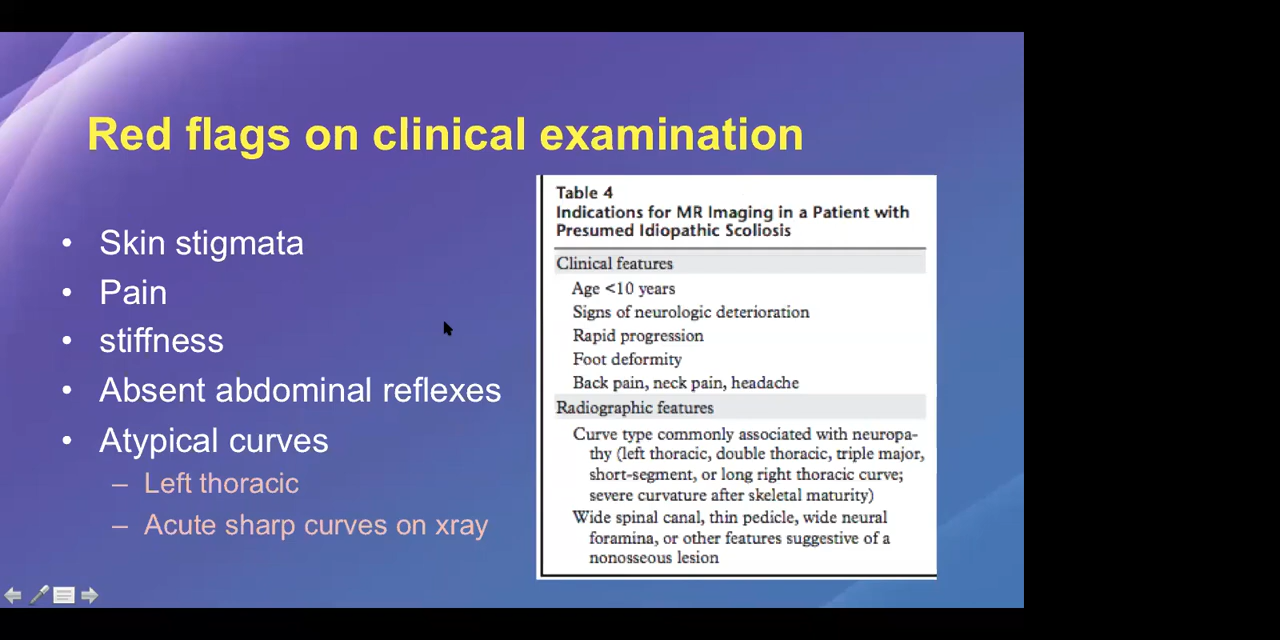 Red flags on clinical examination
• Skin stigmata
• Pain
• stiffness
• Absent abdominal reflexes
• Atypical curves
– Left thoracic
– Acute sharp curves on xray
Table 4
Indications for MR Imaging in a Patient with
Presumed Idiopathic Scoliosis
Clinical features
Age <10 years
Signs of neurologic deterioration
Rapid progression
Foot deformity
Back pain, neck pain, headache
Radiographic features
Curve type commonly associated with neuropa-
thy (left thoracic, double thoracic, triple major,
short-segment, or long right thoracic curve;
severe curvature after skeletal maturity)
Wide spinal canal, thin pedicle, wide neural
foramina, or other features suggestive of a
nonosseous lesion